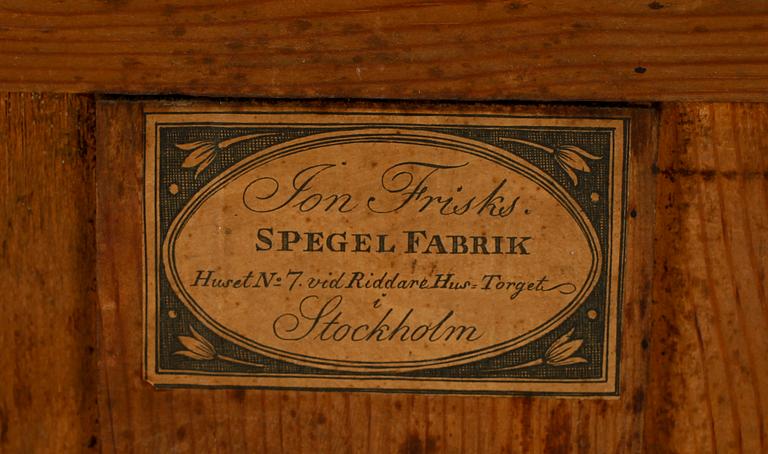 Jon Frisks.
SPEGEL FABRIK
Huset No 7. vid Riddare Hus=Torget
i
Stockholm